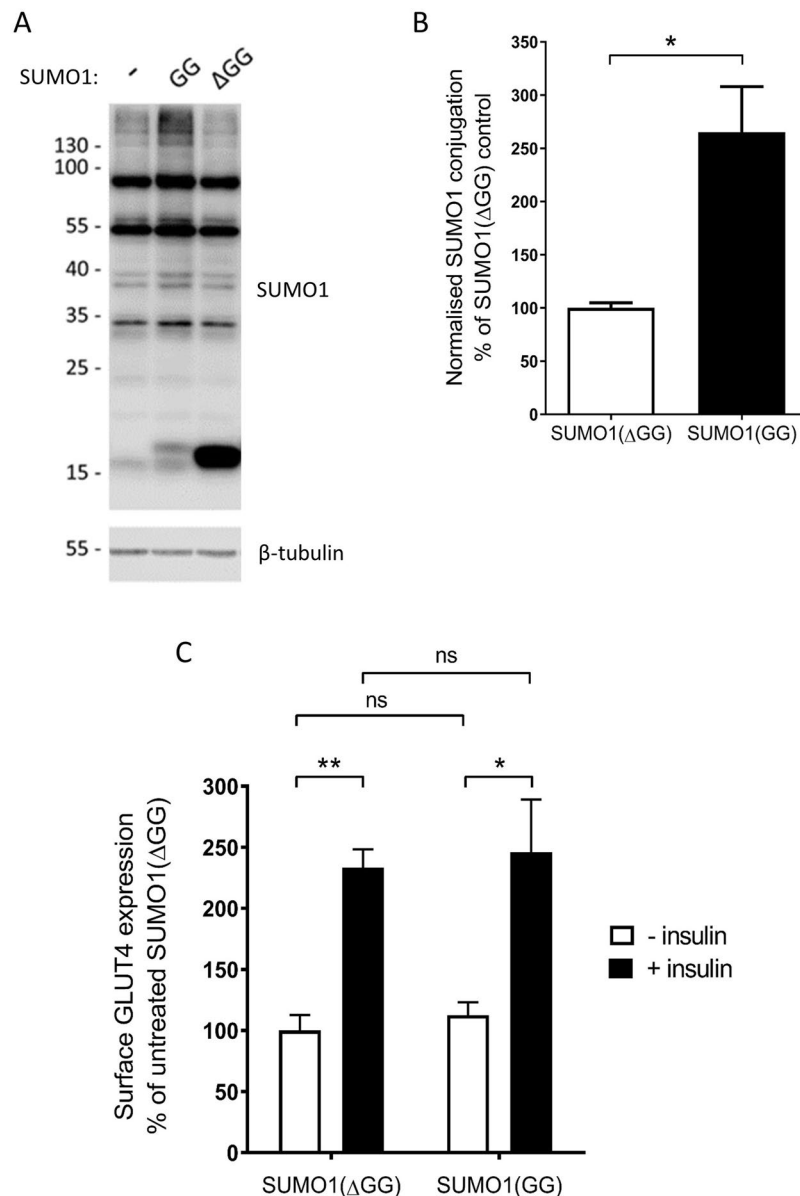 A
SUMO1: - GG ΔGG
130 -
100 -
55 -
40 -
35 -
25 -
15 -
SUMO1
55 -
β-tubulin
B
*
350
300
250
200
150
100
50
0
Normalised SUMO1 conjugation
% of SUMO1(ΔGG) control
SUMO1(ΔGG) SUMO1(GG)
C
ns
ns
** *
300
250
200
150
100
50
0
Surface GLUT4 expression
% of untreated SUMO1(ΔGG)
- insulin
+ insulin
SUMO1(ΔGG) SUMO1(GG)